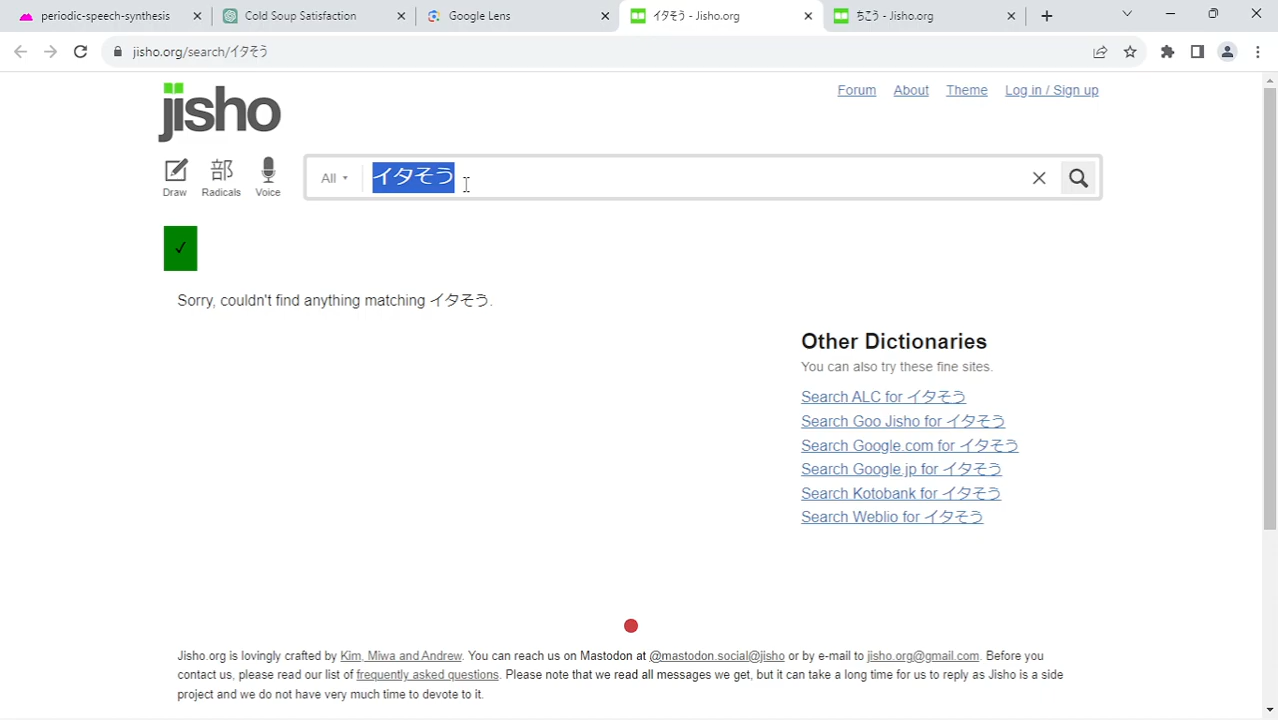 periodic-speech-synthesis
Cold Soup Satisfaction
Google Lens
イタそう - Jisho.org
ちこう - Jisho.org
jisho.org/search/イタそう
jisho
Forum About Theme Log in / Sign up
部
Draw Radicals Voice
All イタそう
✓
Sorry, couldn't find anything matching イタそう.
Other Dictionaries
You can also try these fine sites.
Search ALC for イタそう
Search Goo Jisho for イタそう
Search Google.com for イタそう
Search Google.jp for イタそう
Search Kotobank for イタそう
Search Weblio for イタそう
Jisho.org is lovingly crafted by Kim, Miwa and Andrew. You can reach us on Mastodon at @mastodon.social@jisho or by e-mail to jisho.org@gmail.com. Before you
contact us, please read our list of frequently asked questions. Please note that we read all messages we get, but it can take a long time for us to reply as Jisho is a side
project and we do not have very much time to devote to it.